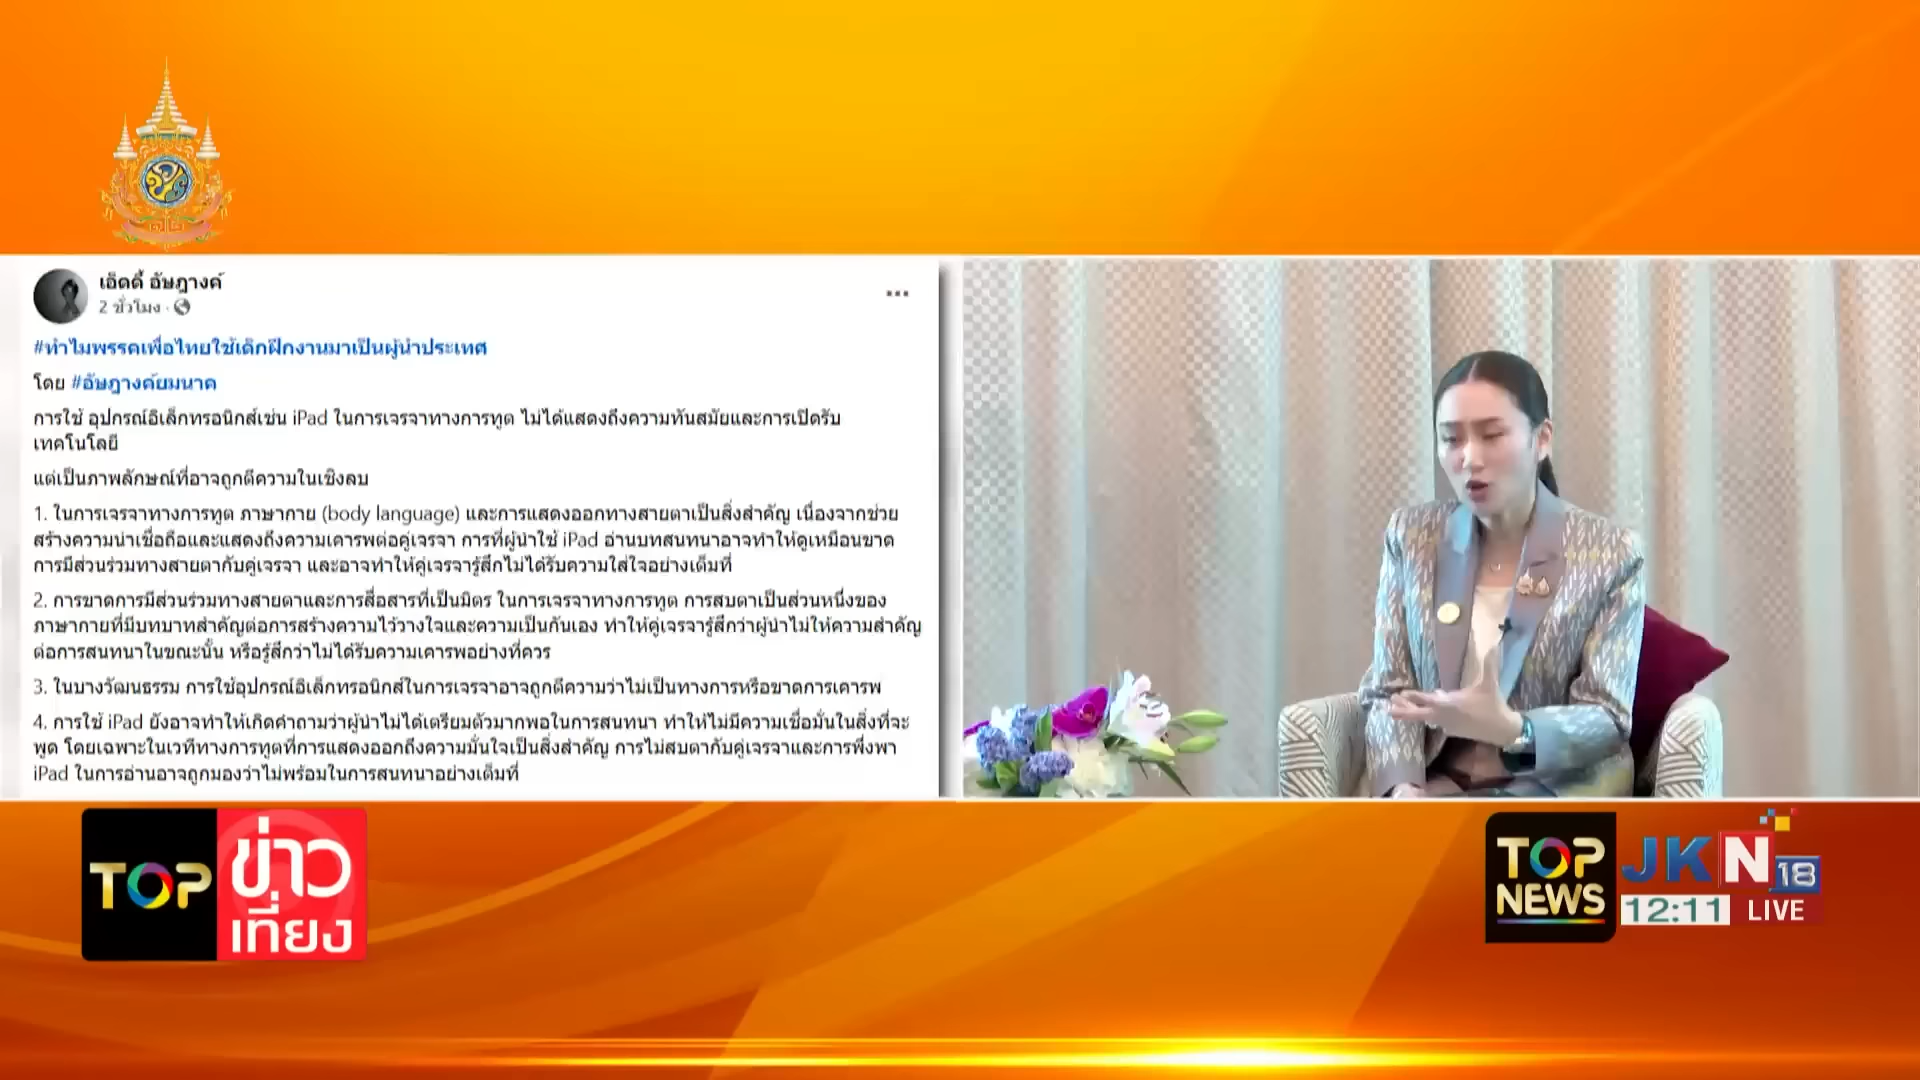 เอ็ดดี้ อัษฎางค์
2 ชั่วโมง ·
#ทำไมพรรคเพื่อไทยใช้เด็กฝึกงานมาเป็นผู้นำประเทศ
โดย #อัษฎางค์ยมนาค
การใช้ อุปกรณ์อิเล็กทรอนิกส์เช่น iPad ในการเจรจาทางการทูต ไม่ได้แสดงถึงความทันสมัยและการเปิดรับ
เทคโนโลยี
แต่เป็นภาพลักษณ์ที่อาจถูกตีความในเชิงลบ
1. ในการเจรจาทางการทูต ภาษากาย (body language) และการแสดงออกทางสายตาเป็นสิ่งสำคัญ เนื่องจากช่วย
สร้างความน่าเชื่อถือและแสดงถึงความเคารพต่อคู่เจรจา การที่ผู้นำใช้ iPad อ่านบทสนทนาอาจทำให้ดูเหมือนขาด
การมีส่วนร่วมทางสายตากับคู่เจรจา และอาจทำให้คู่เจรจารู้สึกไม่ได้รับความใส่ใจอย่างเต็มที่
2. การขาดการมีส่วนร่วมทางสายตาและการสื่อสารที่เป็นมิตร ในการเจรจาทางการทูต การสบตาเป็นส่วนหนึ่งของ
ภาษากายที่มีบทบาทสำคัญต่อการสร้างความไว้วางใจและความเป็นกันเอง ทำให้คู่เจรจารู้สึกว่าผู้นำไม่ให้ความสำคัญ
ต่อการสนทนาในขณะนั้น หรือรู้สึกว่าไม่ได้รับความเคารพอย่างที่ควร
3. ในบางวัฒนธรรม การใช้อุปกรณ์อิเล็กทรอนิกส์ในการเจรจาอาจถูกตีความว่าไม่เป็นทางการหรือขาดการเคารพ
4. การใช้ iPad ยังอาจทำให้เกิดคำถามว่าผู้นำไม่ได้เตรียมตัวมากพอในการสนทนา ทำให้ไม่มีความเชื่อมั่นในสิ่งที่จะ
พูด โดยเฉพาะในเวทีทางการทูตที่การแสดงออกถึงความมั่นใจเป็นสิ่งสำคัญ การไม่สบตากับคู่เจรจาและการพึ่งพา
iPad ในการอ่านอาจถูกมองว่าไม่พร้อมในการสนทนาอย่างเต็มที่
TOP
ข่าว
เที่ยง
TOP
NEWS
JKN
18
12:11 LIVE